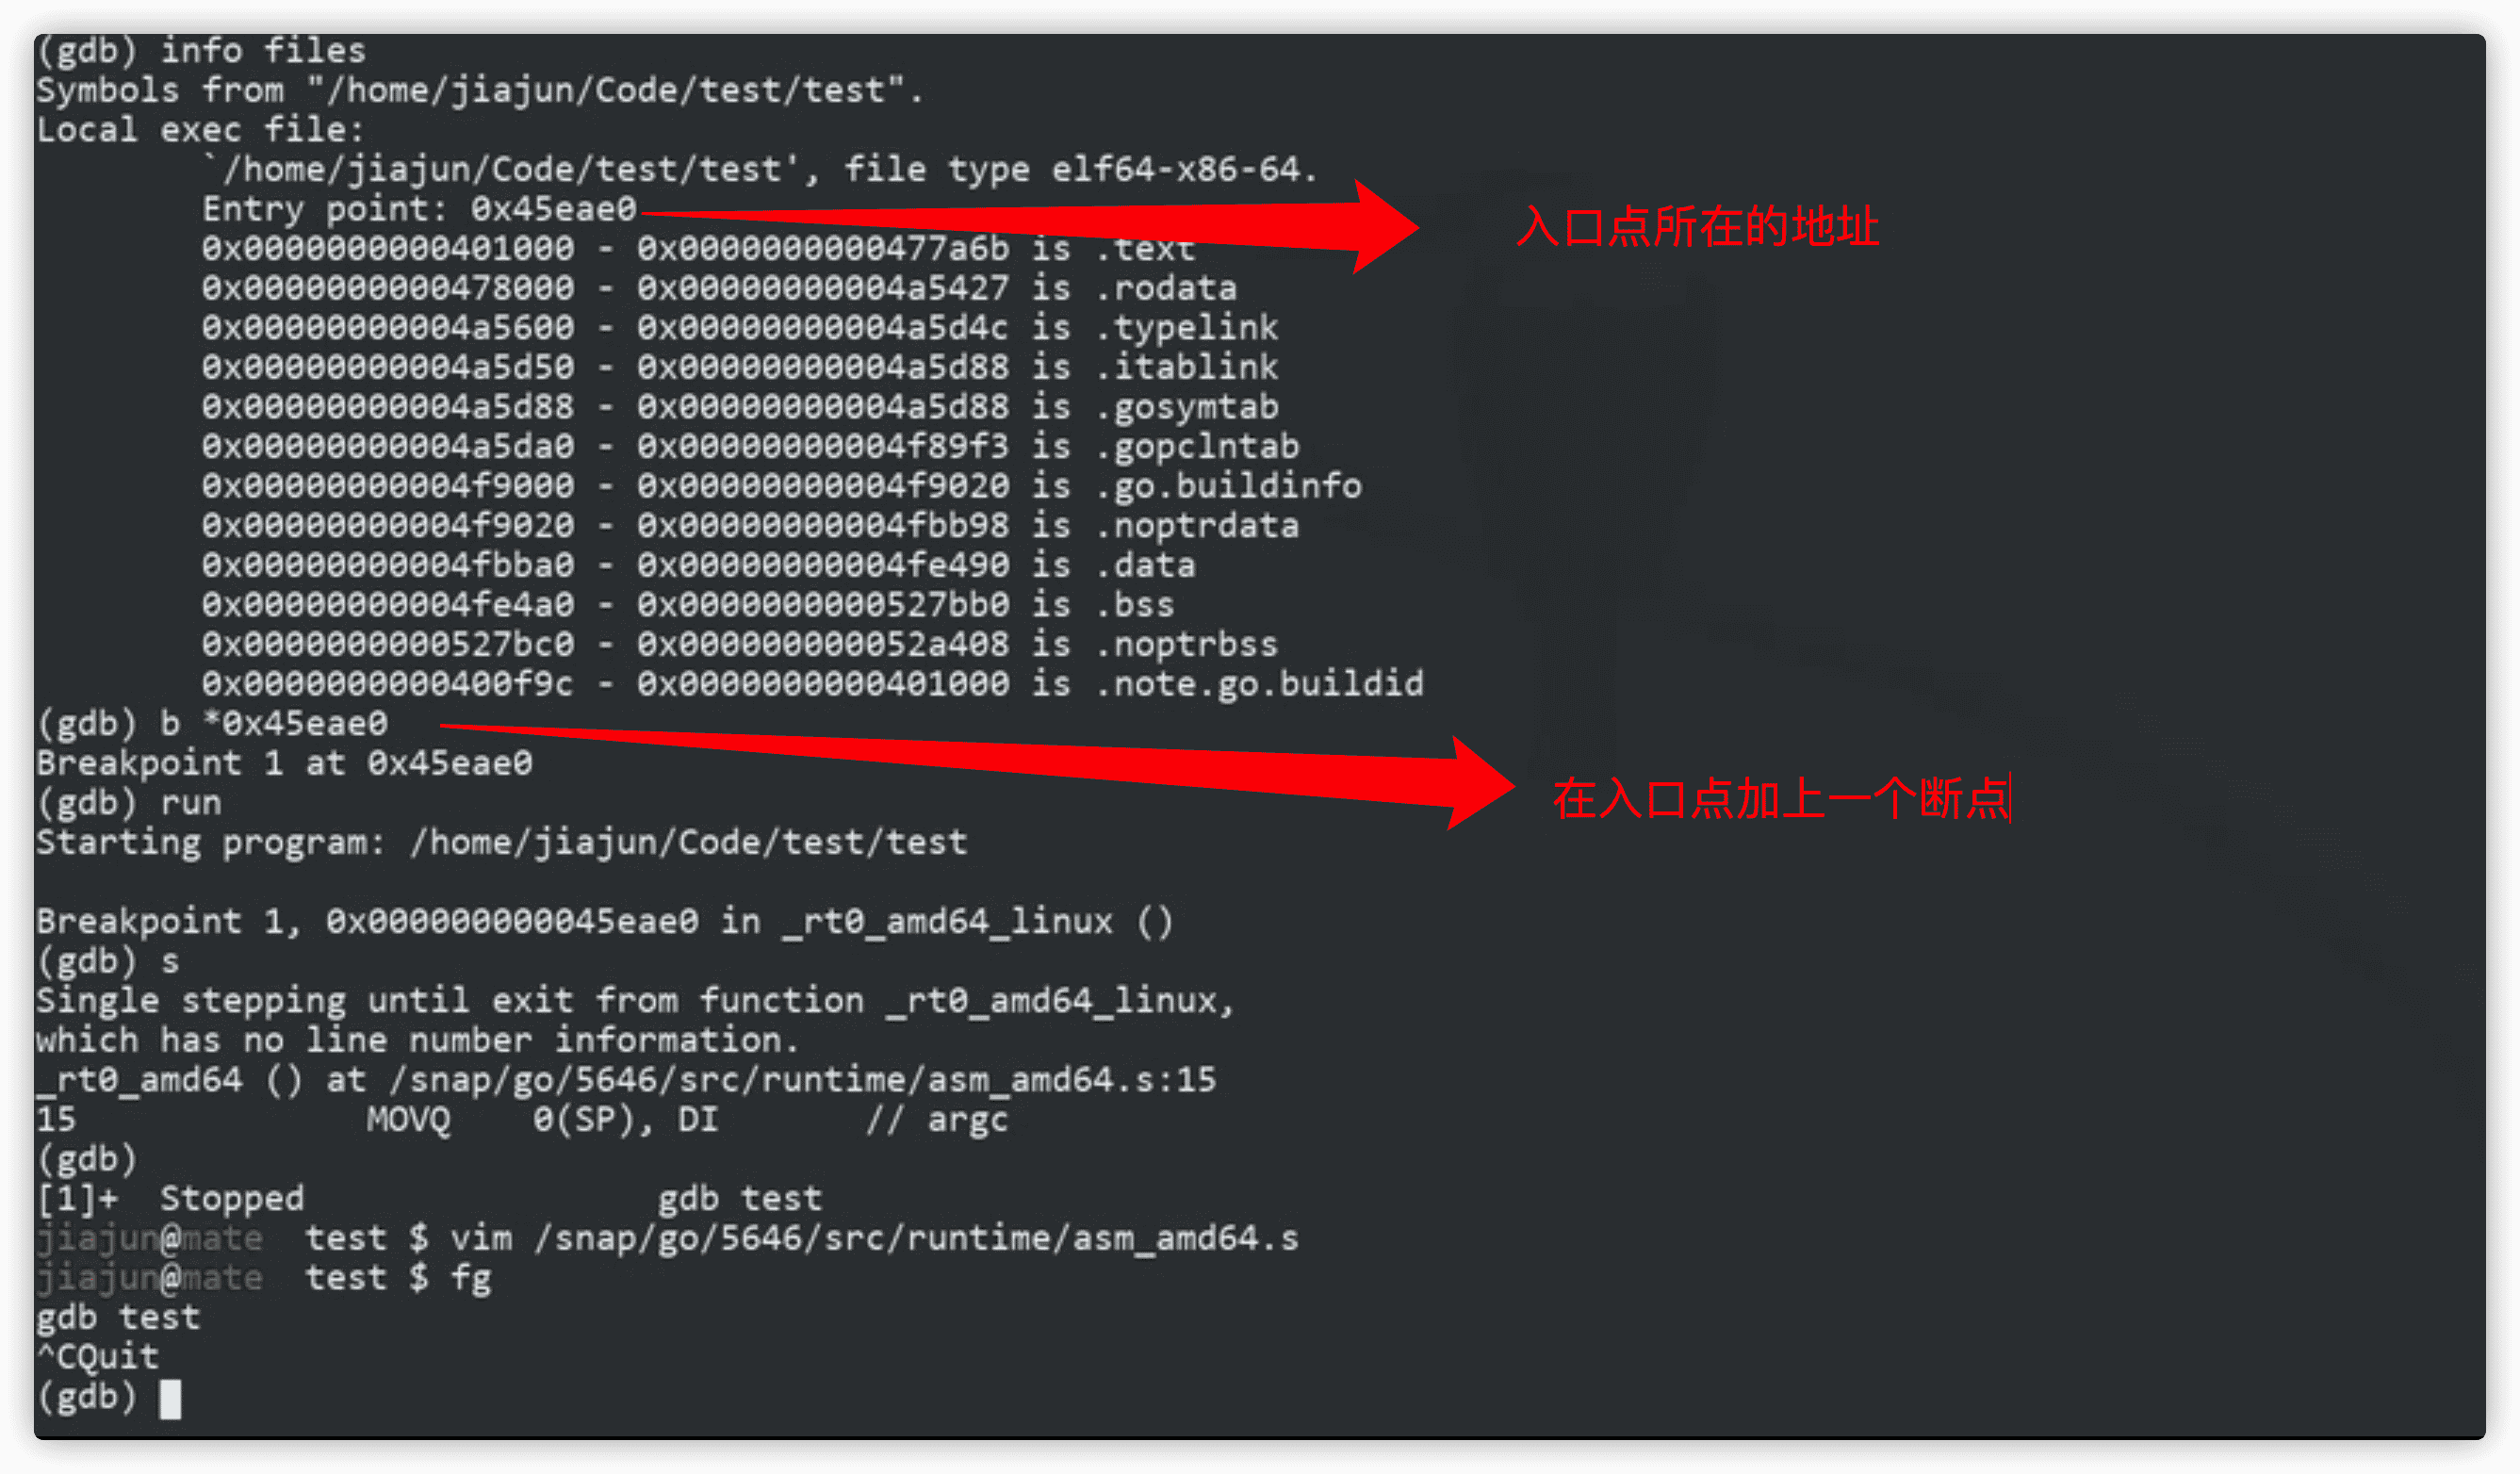 (gdb) info files
Symbols from "/home/jiajun/Code/test/test".
Local exec file:
`/home/jiajun/Code/test/test', file type elf64-x86-64.
Entry point: 0x45eae0
入口点所在的地址
0x0000000000401000 - 0x0000000000477a6b is .text
0x0000000000478000 - 0x00000000004a5427 is .rodata
0x00000000004a5600 - 0x00000000004a5d4c is .typelink
0x00000000004a5d50 - 0x00000000004a5d88 is .itablink
0x00000000004a5d88 - 0x00000000004a5d88 is .gosymtab
0x00000000004a5da0 - 0x00000000004f89f3 is .gopclntab
0x00000000004f9000 - 0x00000000004f9020 is .go.buildinfo
0x00000000004f9020 - 0x00000000004fbb98 is .noptrdata
0x00000000004fbba0 - 0x00000000004fe490 is .data
0x00000000004fe4a0 - 0x0000000000527bb0 is .bss
0x0000000000527bc0 - 0x000000000052a408 is .noptrbss
0x0000000000400f9c - 0x0000000000401000 is .note.go.buildid
(gdb) b *0x45eae0
Breakpoint 1 at 0x45eae0
在入口点加上一个断点
(gdb) run
Starting program: /home/jiajun/Code/test/test
Breakpoint 1, 0x000000000045eae0 in _rt0_amd64_linux ()
(gdb) s
Single stepping until exit from function _rt0_amd64_linux,
which has no line number information.
_rt0_amd64 () at /snap/go/5646/src/runtime/asm_amd64.s:15
15 MOVQ 0(SP), DI // argc
(gdb)
[1]+ Stopped gdb test
jiajun@mate test $ vim /snap/go/5646/src/runtime/asm_amd64.s
jiajun@mate test $ fg
gdb test
^CQuit
(gdb)